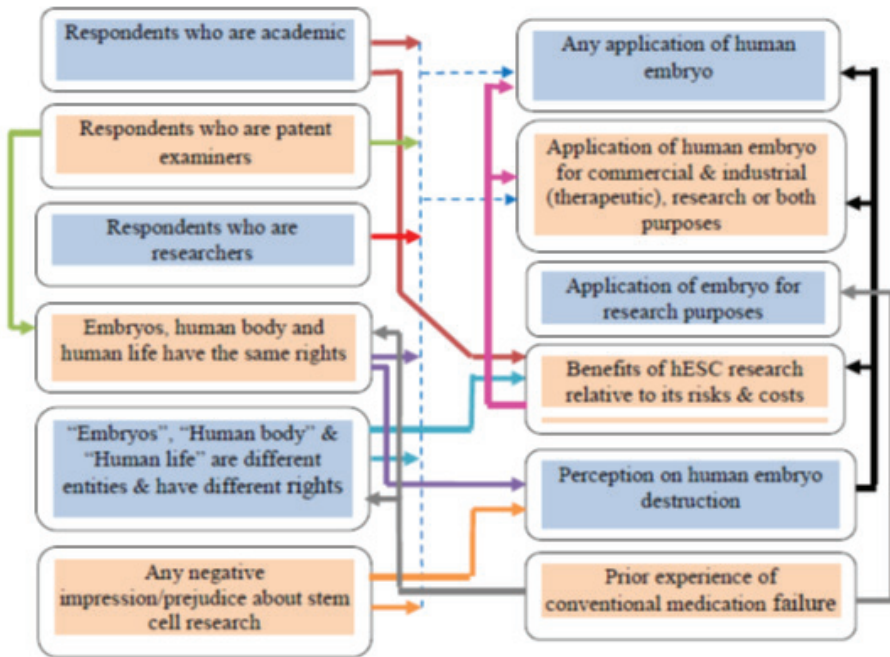 Respondents who are academic
Respondents who are patent
examiners
Respondents who are
researchers
Embryos, human body and
human life have the same rights
“Embryos”, “Human body” &
“Human life” are different
entities & have different rights
Any negative
impression/prejudice about stem
cell research
Any application of human
embryo
Application of human embryo
for commercial & industrial
(therapeutic), research or both
purposes
Application of embryo for
research purposes
Benefits of hESC research
relative to its risks & costs
Perception on human embryo
destruction
Prior experience of
conventional medication failure